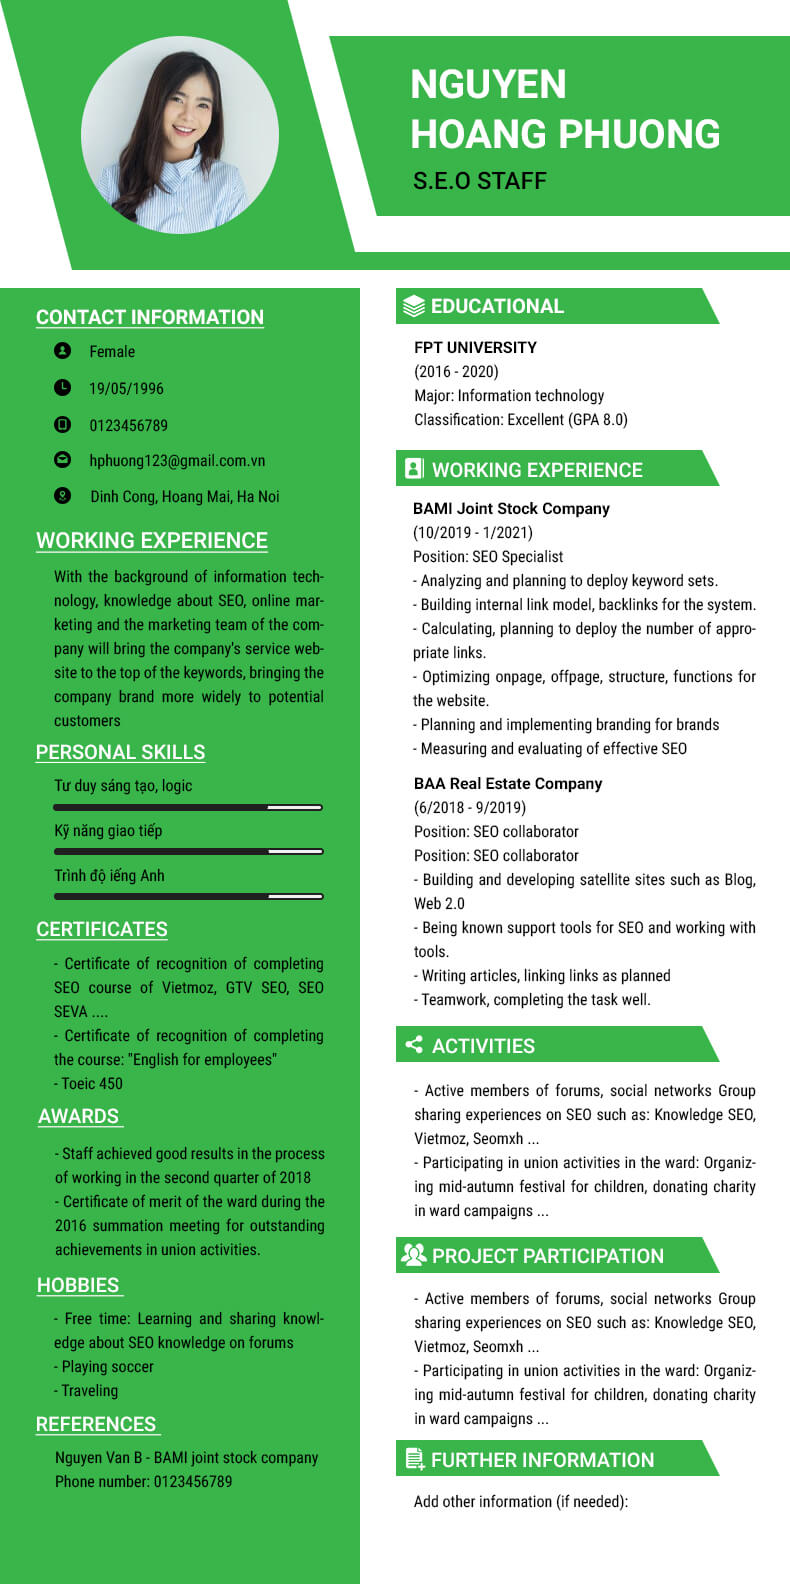 NGUYEN
HOANG PHUONG
S.E.O STAFF
CONTACT INFORMATION
Female
19/05/1996
0123456789
hphuong123@gmail.com.vn
Dinh Cong, Hoang Mai, Ha Noi
WORKING EXPERIENCE
With the background of information tech-
nology, knowledge about SEO, online mar-
keting and the marketing team of the com-
pany will bring the company's service web-
site to the top of the keywords, bringing the
company brand more widely to potential
customers
PERSONAL SKILLS
Tư duy sáng tạo, logic
Kỹ năng giao tiếp
Trình độ iếng Anh
CERTIFICATES
- Certificate of recognition of completing
SEO course of Vietmoz, GTV SEO, SEO
SEVA ....
- Certificate of recognition of completing
the course: "English for employees"
- Toeic 450
AWARDS
- Staff achieved good results in the process
of working in the second quarter of 2018
- Certificate of merit of the ward during the
2016 summation meeting for outstanding
achievements in union activities.
HOBBIES
- Free time: Learning and sharing knowl-
edge about SEO knowledge on forums
- Playing soccer
- Traveling
REFERENCES
Nguyen Van B - BAMI joint stock company
Phone number: 0123456789
EDUCATIONAL
FPT UNIVERSITY
(2016 - 2020)
Major: Information technology
Classification: Excellent (GPA 8.0)
WORKING EXPERIENCE
BAMI Joint Stock Company
(10/2019 - 1/2021)
Position: SEO Specialist
- Analyzing and planning to deploy keyword sets.
- Building internal link model, backlinks for the system.
- Calculating, planning to deploy the number of appro-
priate links.
- Optimizing onpage, offpage, structure, functions for
the website.
- Planning and implementing branding for brands
- Measuring and evaluating of effective SEO
BAA Real Estate Company
(6/2018 - 9/2019)
Position: SEO collaborator
Position: SEO collaborator
- Building and developing satellite sites such as Blog,
Web 2.0
- Being known support tools for SEO and working with
tools.
- Writing articles, linking links as planned
- Teamwork, completing the task well.
ACTIVITIES
- Active members of forums, social networks Group
sharing experiences on SEO such as: Knowledge SEO,
Vietmoz, Seomxh ...
- Participating in union activities in the ward: Organiz-
ing mid-autumn festival for children, donating charity
in ward campaigns ...
PROJECT PARTICIPATION
- Active members of forums, social networks Group
sharing experiences on SEO such as: Knowledge SEO,
Vietmoz, Seomxh ...
- Participating in union activities in the ward: Organiz-
ing mid-autumn festival for children, donating charity
in ward campaigns ...
FURTHER INFORMATION
Add other information (if needed):